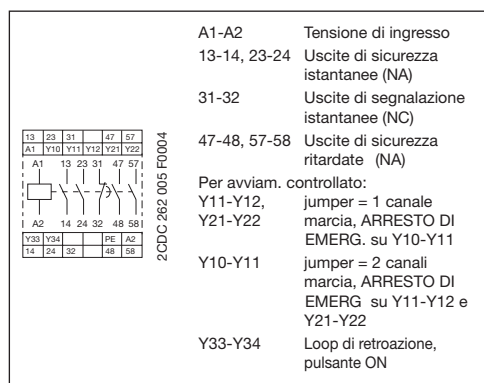 A1-A2 Tensione di ingresso
13-14, 23-24 Uscite di sicurezza
istantanee (NA)
31-32 Uscite di segnalazione
istantanee (NC)
47-48, 57-58 Uscite di sicurezza
ritardate (NA)
Per avviam. controllato:
Y11-Y12, jumper = 1 canale
Y21-Y22 marcia, ARRESTO DI
EMERG. su Y10-Y11
Y10-Y11 jumper = 2 canali
marcia, ARRESTO DI
EMERG su Y11-Y12 e
Y21-Y22
Y33-Y34 Loop di retroazione,
pulsante ON
13 23 31 47 57
A1 Y10 Y11 Y12 Y21 Y22
A1 13 23 31 47 57
A2 14 24 32 48 58
Y33 Y34 PE A2
14 24 32 48 58
2CDC 262 005 F0004